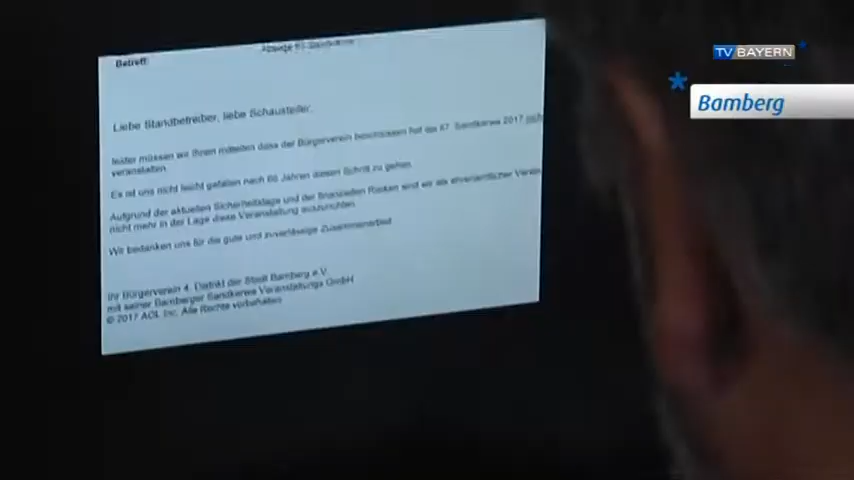 TV BAYERN
Bamberg
Absage 67. Sandkerwa
Betreff:
Liebe Standbetreiber, liebe Schausteller,
leider müssen wir Ihnen mitteilen dass der Bürgerverein beschlossen hat die 67. Sandkerwa 2017 nicht
veranstalten.
Es ist uns nicht leicht gefallen nach 66 Jahren diesen Schritt zu gehen.
Aufgrund der aktuellen Sicherheitslage und der finanziellen Risiken sind wir als ehrenamtlicher Verein
nicht mehr in der Lage diese Veranstaltung auszurichten.
Wir bedanken uns für die gute und zuverlässige Zusammenarbeit
Ihr Bürgerverein 4. Distrikt der Stadt Bamberg e.V.
mit seiner Bamberger Sandkerwa Veranstaltungs GmbH
© 2017 AOL Inc. Alle Rechte vorbehalten